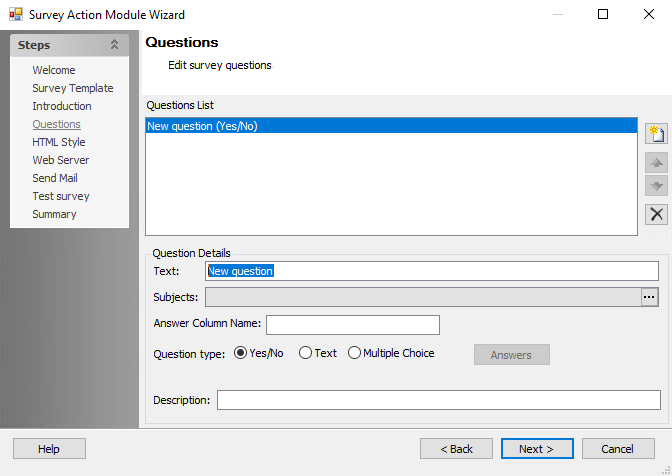 Survey Action Module Wizard
Steps
Welcome
Survey Template
Introduction
Questions
HTML Style
Web Server
Send Mail
Test survey
Summary
Questions
Edit survey questions
Questions List
New question (Yes/No)
Question Details
Text: New question
Subjects: ...
Answer Column Name:
Question type: Yes/No Text Multiple Choice Answers
Description:
Help < Back Next > Cancel